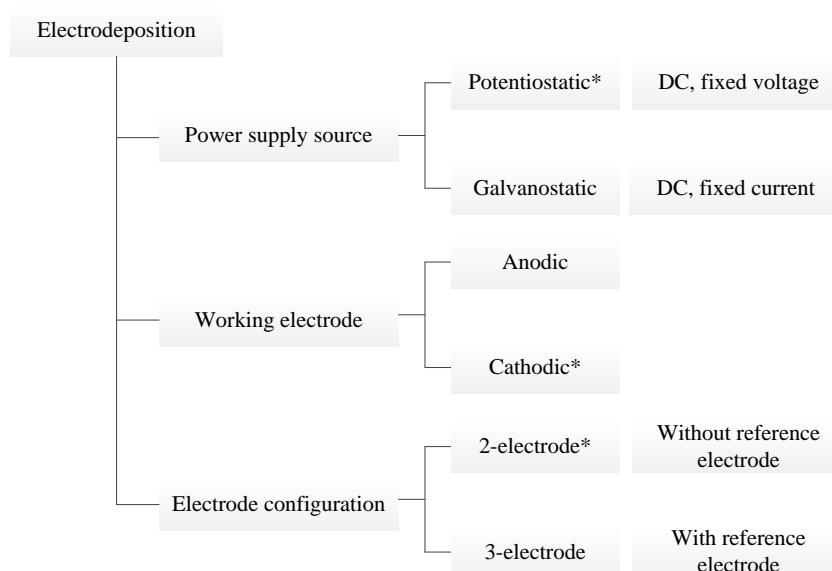 Electrodeposition
Potentiostatic*
DC, fixed voltage
Power supply source
Galvanostatic
DC, fixed current
Anodic
Working electrode
Cathodic*
2-electrode*
Without reference
electrode
Electrode configuration
3-electrode
With reference
electrode